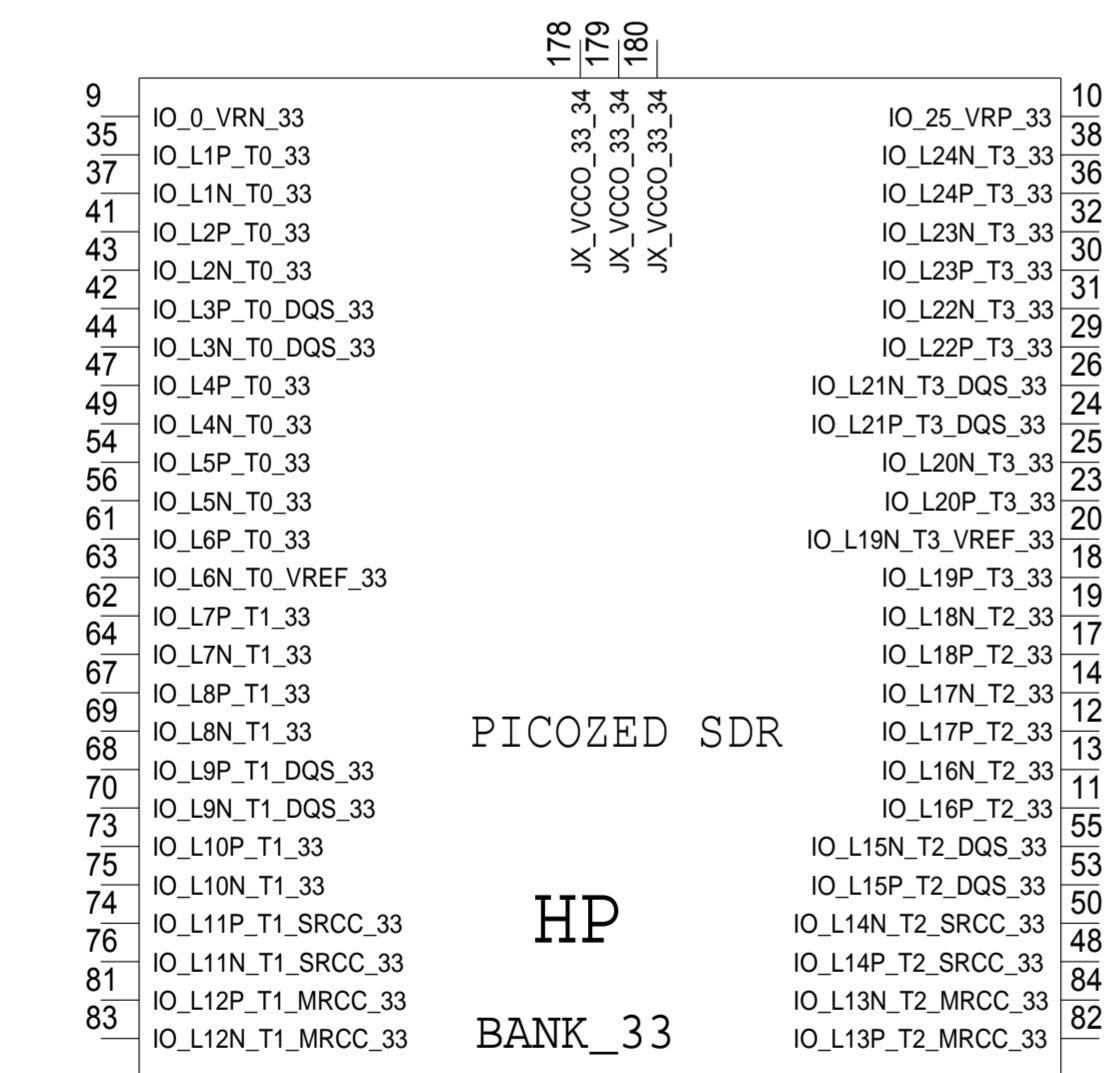 178 179 180
JX_VCCO_33_34 JX_VCCO_33_34 JX_VCCO_33_34
9 IO_0_VRN_33 IO_25_VRP_33 10
35 IO_L1P_T0_33 IO_L24N_T3_33 38
37 IO_L1N_T0_33 IO_L24P_T3_33 36
41 IO_L2P_T0_33 IO_L23N_T3_33 32
43 IO_L2N_T0_33 IO_L23P_T3_33 30
42 IO_L3P_T0_DQS_33 IO_L22N_T3_33 31
44 IO_L3N_T0_DQS_33 IO_L22P_T3_33 29
47 IO_L4P_T0_33 IO_L21N_T3_DQS_33 26
49 IO_L4N_T0_33 IO_L21P_T3_DQS_33 24
54 IO_L5P_T0_33 IO_L20N_T3_33 25
56 IO_L5N_T0_33 IO_L20P_T3_33 23
61 IO_L6P_T0_33 IO_L19N_T3_VREF_33 20
63 IO_L6N_T0_VREF_33 IO_L19P_T3_33 18
62 IO_L7P_T1_33 IO_L18N_T2_33 19
64 IO_L7N_T1_33 IO_L18P_T2_33 17
67 IO_L8P_T1_33 IO_L17N_T2_33 14
69 IO_L8N_T1_33 PICOZED SDR IO_L17P_T2_33 12
68 IO_L9P_T1_DQS_33 IO_L16N_T2_33 13
70 IO_L9N_T1_DQS_33 IO_L16P_T2_33 11
73 IO_L10P_T1_33 IO_L15N_T2_DQS_33 55
75 IO_L10N_T1_33 IO_L15P_T2_DQS_33 53
74 IO_L11P_T1_SRCC_33 HP IO_L14N_T2_SRCC_33 50
76 IO_L11N_T1_SRCC_33 IO_L14P_T2_SRCC_33 48
81 IO_L12P_T1_MRCC_33 IO_L13N_T2_MRCC_33 84
83 IO_L12N_T1_MRCC_33 BANK_33 IO_L13P_T2_MRCC_33 82